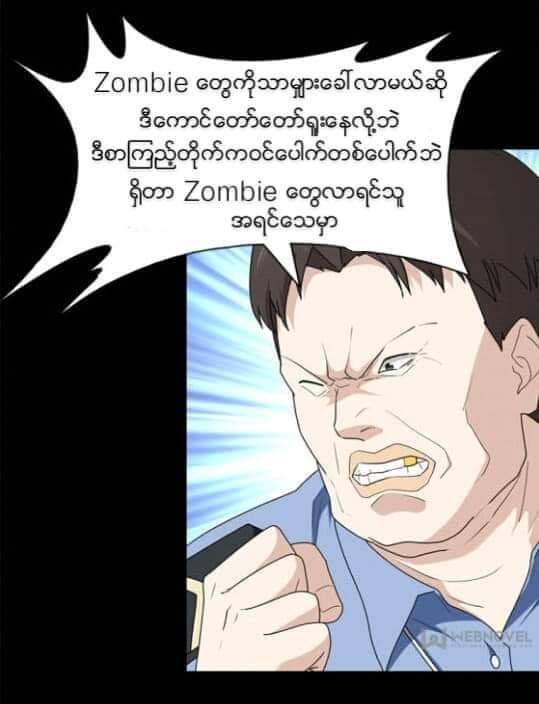 Zombie တွေကိုသာမျှားခေါ်လာမယ်ဆို
ဒီကောင်တော်တော်ရူးနေလို့ဘဲ
ဒီစာကြည့်တိုက်ကဝင်ပေါက်တစ်ပေါက်ဘဲ
ရှိတာ Zombie တွေလာရင်သူ
အရင်သေမှာ
WEBNOVEL